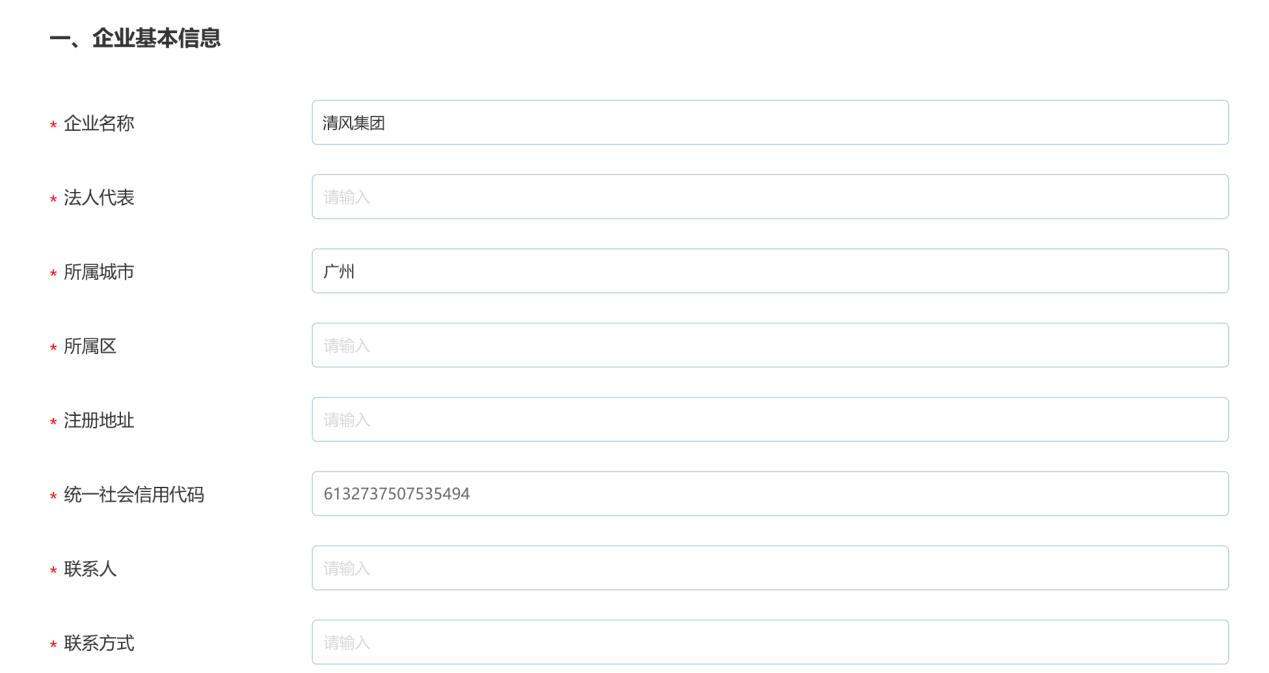 一、企业基本信息
* 企业名称 清风集团
* 法人代表 请输入
* 所属城市 广州
* 所属区 请输入
* 注册地址 请输入
* 统一社会信用代码 6132737507535494
* 联系人 请输入
* 联系方式 请输入